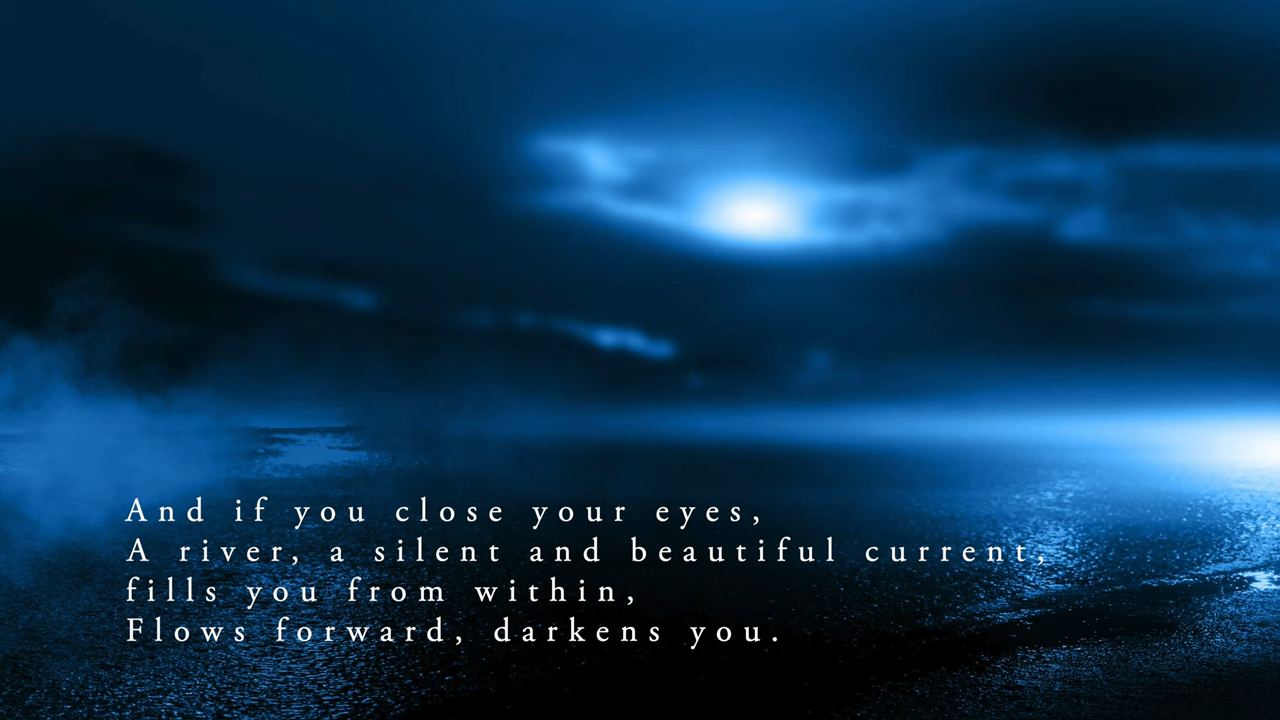 And if you close your eyes,
A river, a silent and beautiful current,
fills you from within,
Flows forward, darkens you.